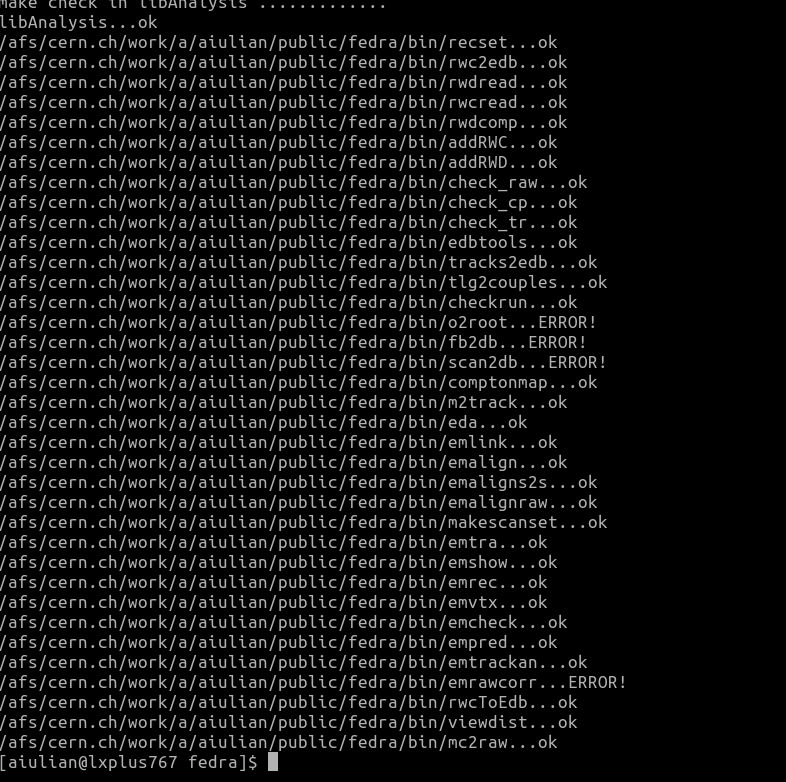 make check in libAnalysis .............
libAnalysis...ok
/afs/cern.ch/work/a/aiulian/public/fedra/bin/recset...ok
/afs/cern.ch/work/a/aiulian/public/fedra/bin/rwc2edb...ok
/afs/cern.ch/work/a/aiulian/public/fedra/bin/rwdread...ok
/afs/cern.ch/work/a/aiulian/public/fedra/bin/rwcread...ok
/afs/cern.ch/work/a/aiulian/public/fedra/bin/rwdcomp...ok
/afs/cern.ch/work/a/aiulian/public/fedra/bin/addRWC...ok
/afs/cern.ch/work/a/aiulian/public/fedra/bin/addRWD...ok
/afs/cern.ch/work/a/aiulian/public/fedra/bin/check_raw...ok
/afs/cern.ch/work/a/aiulian/public/fedra/bin/check_cp...ok
/afs/cern.ch/work/a/aiulian/public/fedra/bin/check_tr...ok
/afs/cern.ch/work/a/aiulian/public/fedra/bin/edbtools...ok
/afs/cern.ch/work/a/aiulian/public/fedra/bin/tracks2edb...ok
/afs/cern.ch/work/a/aiulian/public/fedra/bin/tlg2couples...ok
/afs/cern.ch/work/a/aiulian/public/fedra/bin/checkrun...ok
/afs/cern.ch/work/a/aiulian/public/fedra/bin/o2root...ERROR!
/afs/cern.ch/work/a/aiulian/public/fedra/bin/fb2db...ERROR!
/afs/cern.ch/work/a/aiulian/public/fedra/bin/scan2db...ERROR!
/afs/cern.ch/work/a/aiulian/public/fedra/bin/comptonmap...ok
/afs/cern.ch/work/a/aiulian/public/fedra/bin/m2track...ok
/afs/cern.ch/work/a/aiulian/public/fedra/bin/eda...ok
/afs/cern.ch/work/a/aiulian/public/fedra/bin/emlink...ok
/afs/cern.ch/work/a/aiulian/public/fedra/bin/emalign...ok
/afs/cern.ch/work/a/aiulian/public/fedra/bin/emaligns2s...ok
/afs/cern.ch/work/a/aiulian/public/fedra/bin/emalignraw...ok
/afs/cern.ch/work/a/aiulian/public/fedra/bin/makescanset...ok
/afs/cern.ch/work/a/aiulian/public/fedra/bin/emtra...ok
/afs/cern.ch/work/a/aiulian/public/fedra/bin/emshow...ok
/afs/cern.ch/work/a/aiulian/public/fedra/bin/emrec...ok
/afs/cern.ch/work/a/aiulian/public/fedra/bin/emvtx...ok
/afs/cern.ch/work/a/aiulian/public/fedra/bin/emcheck...ok
/afs/cern.ch/work/a/aiulian/public/fedra/bin/empred...ok
/afs/cern.ch/work/a/aiulian/public/fedra/bin/emtrackan...ok
/afs/cern.ch/work/a/aiulian/public/fedra/bin/emrawcorr...ERROR!
/afs/cern.ch/work/a/aiulian/public/fedra/bin/rwcToEdb...ok
/afs/cern.ch/work/a/aiulian/public/fedra/bin/viewdist...ok
/afs/cern.ch/work/a/aiulian/public/fedra/bin/mc2raw...ok
[aiulian@lxplus767 fedra]$